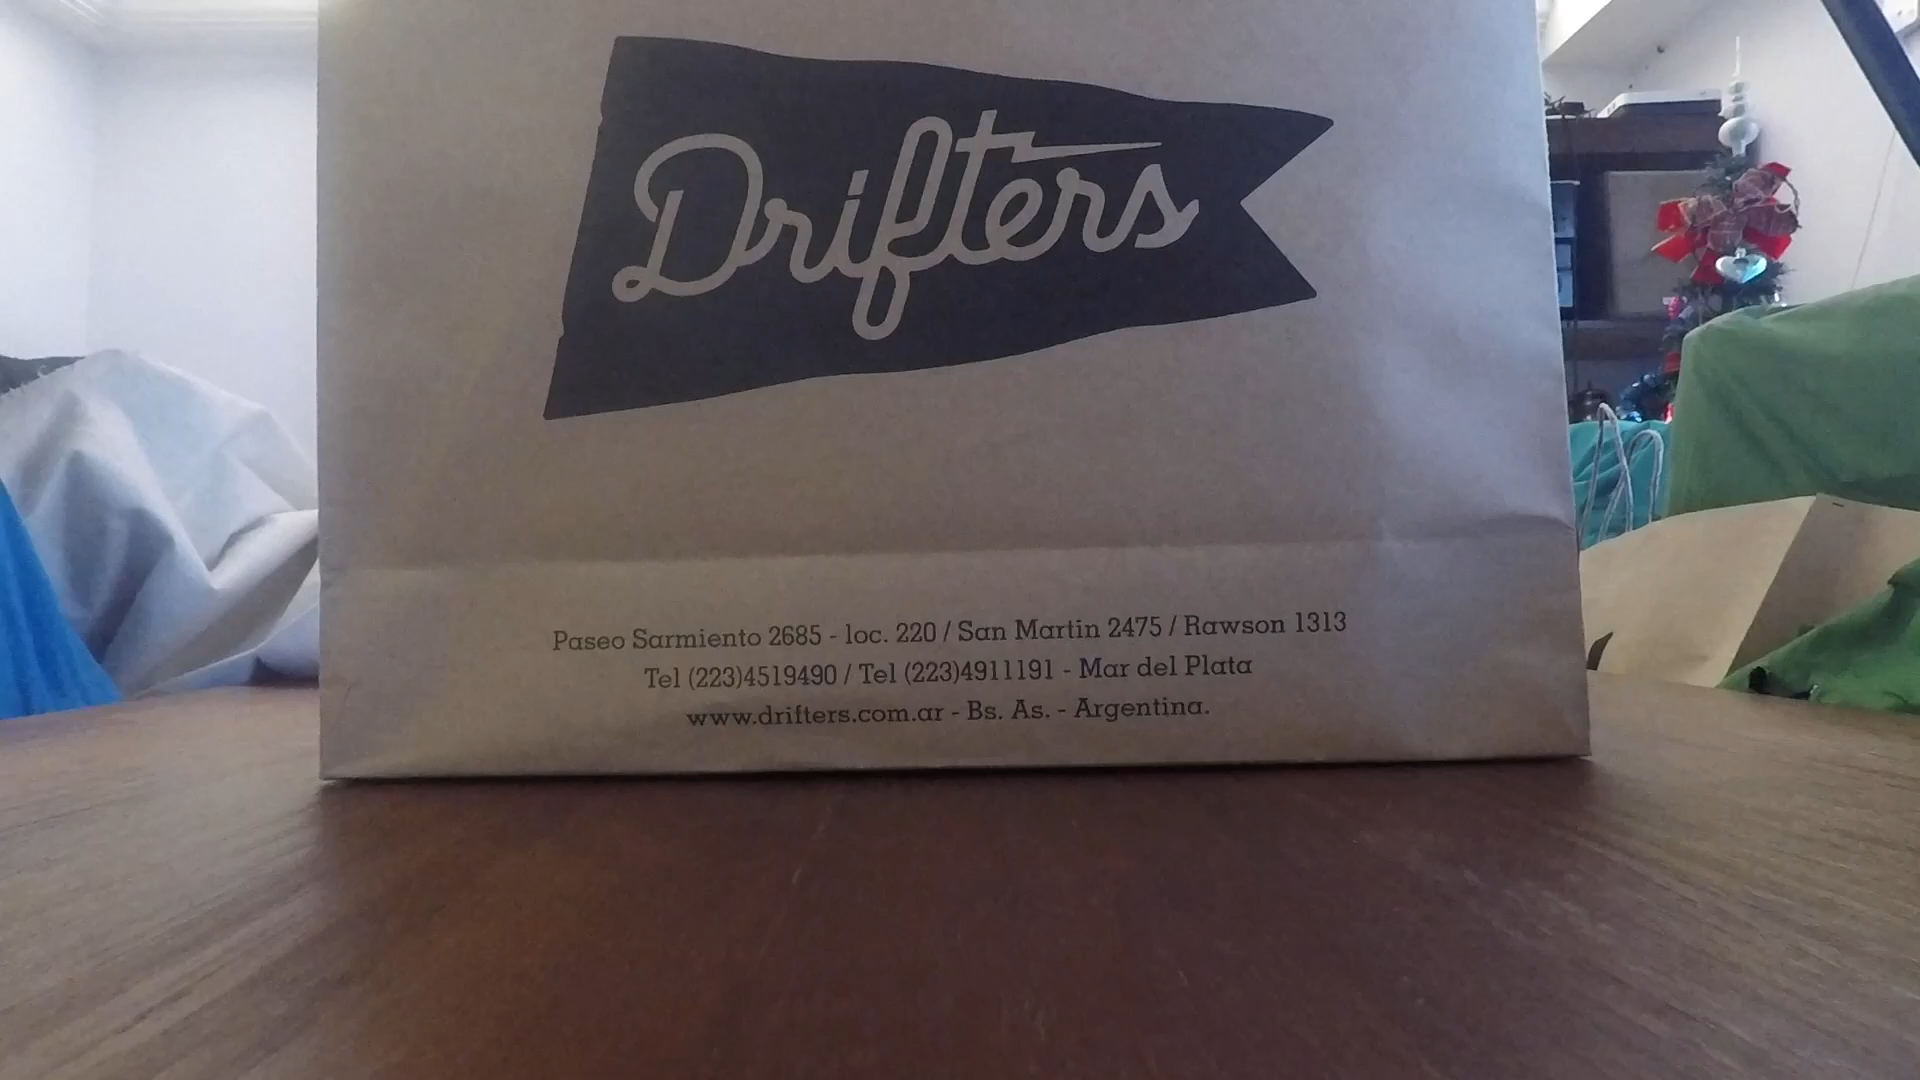 Drifters
Paseo Sarmiento 2685 - loc. 220 / San Martin 2475 / Rawson 1313
Tel (223)4519490 / Tel (223)4911191 - Mar del Plata
www.drifters.com.ar - Bs. As. - Argentina.